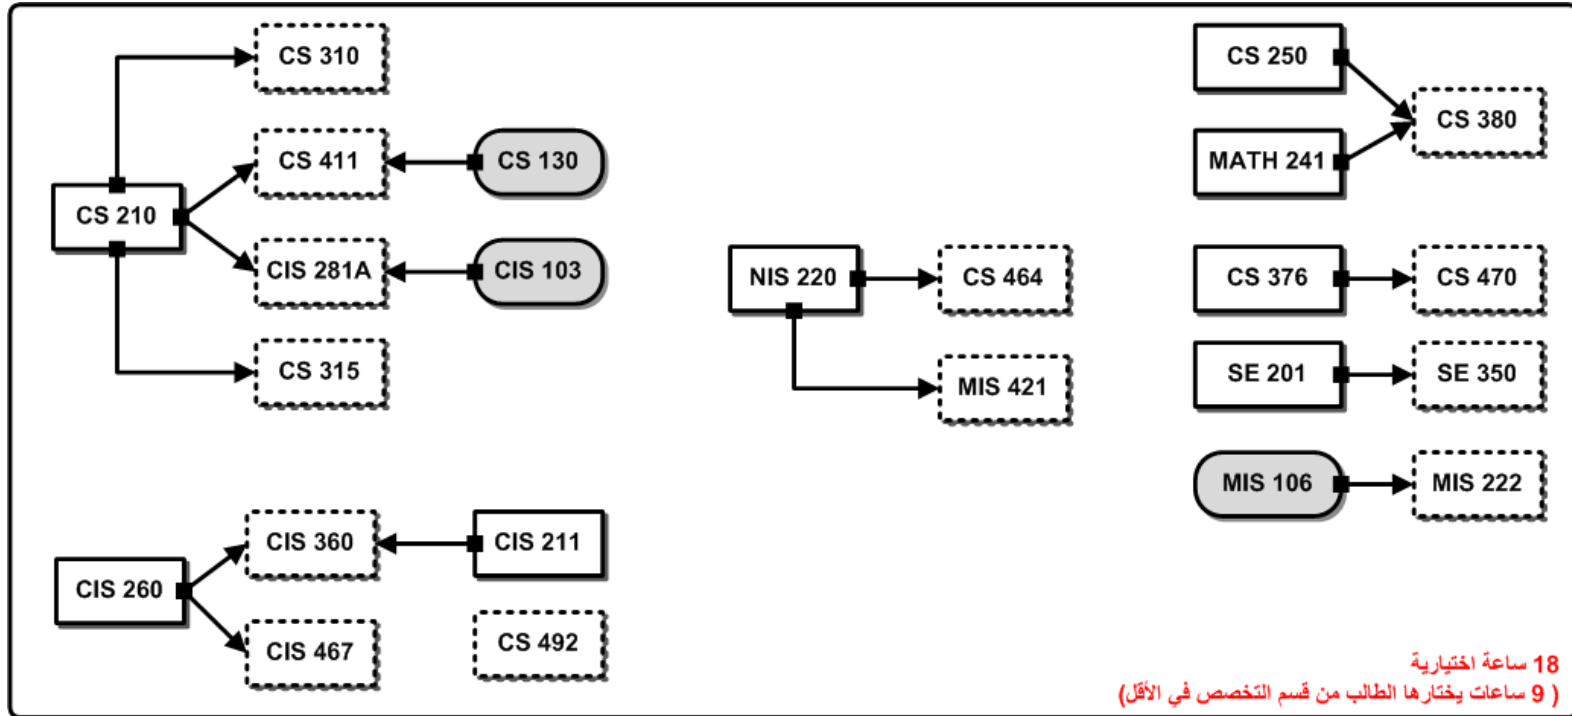 CS 310
CS 250
CS 380
CS 411
CS 130
MATH 241
CS 210
CIS 281A
CIS 103
NIS 220
CS 464
CS 376
CS 470
CS 315
MIS 421
SE 201
SE 350
MIS 106
MIS 222
CIS 360
CIS 211
CIS 260
CS 492
CIS 467
18 ساعة اختيارية
( 9 ساعات يختارها الطالب من قسم التخصص في الأقل)